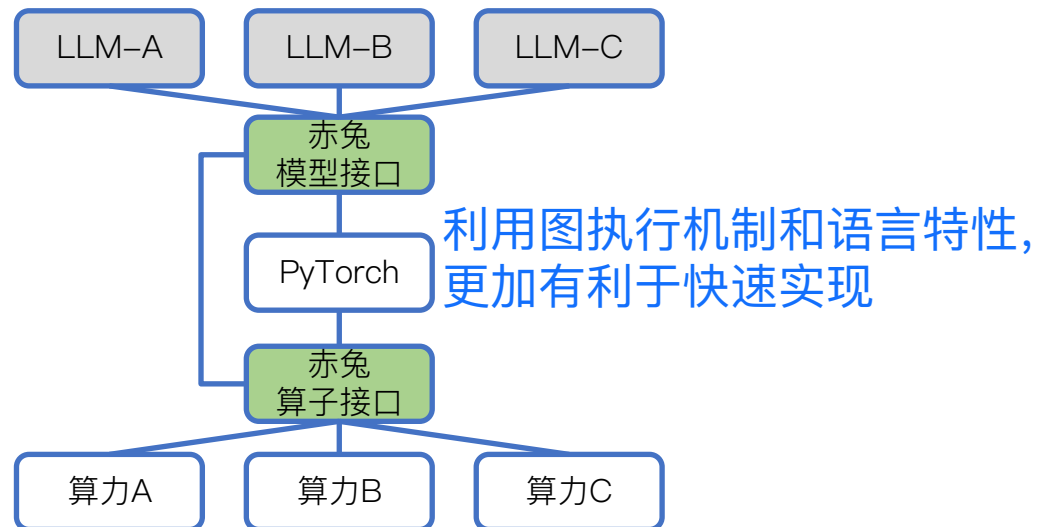 LLM-A
LLM-B
LLM-C
赤兔
模型接口
利用图执行机制和语言特性，
更加有利于快速实现
PyTorch
赤兔
算子接口
算力A
算力B
算力C